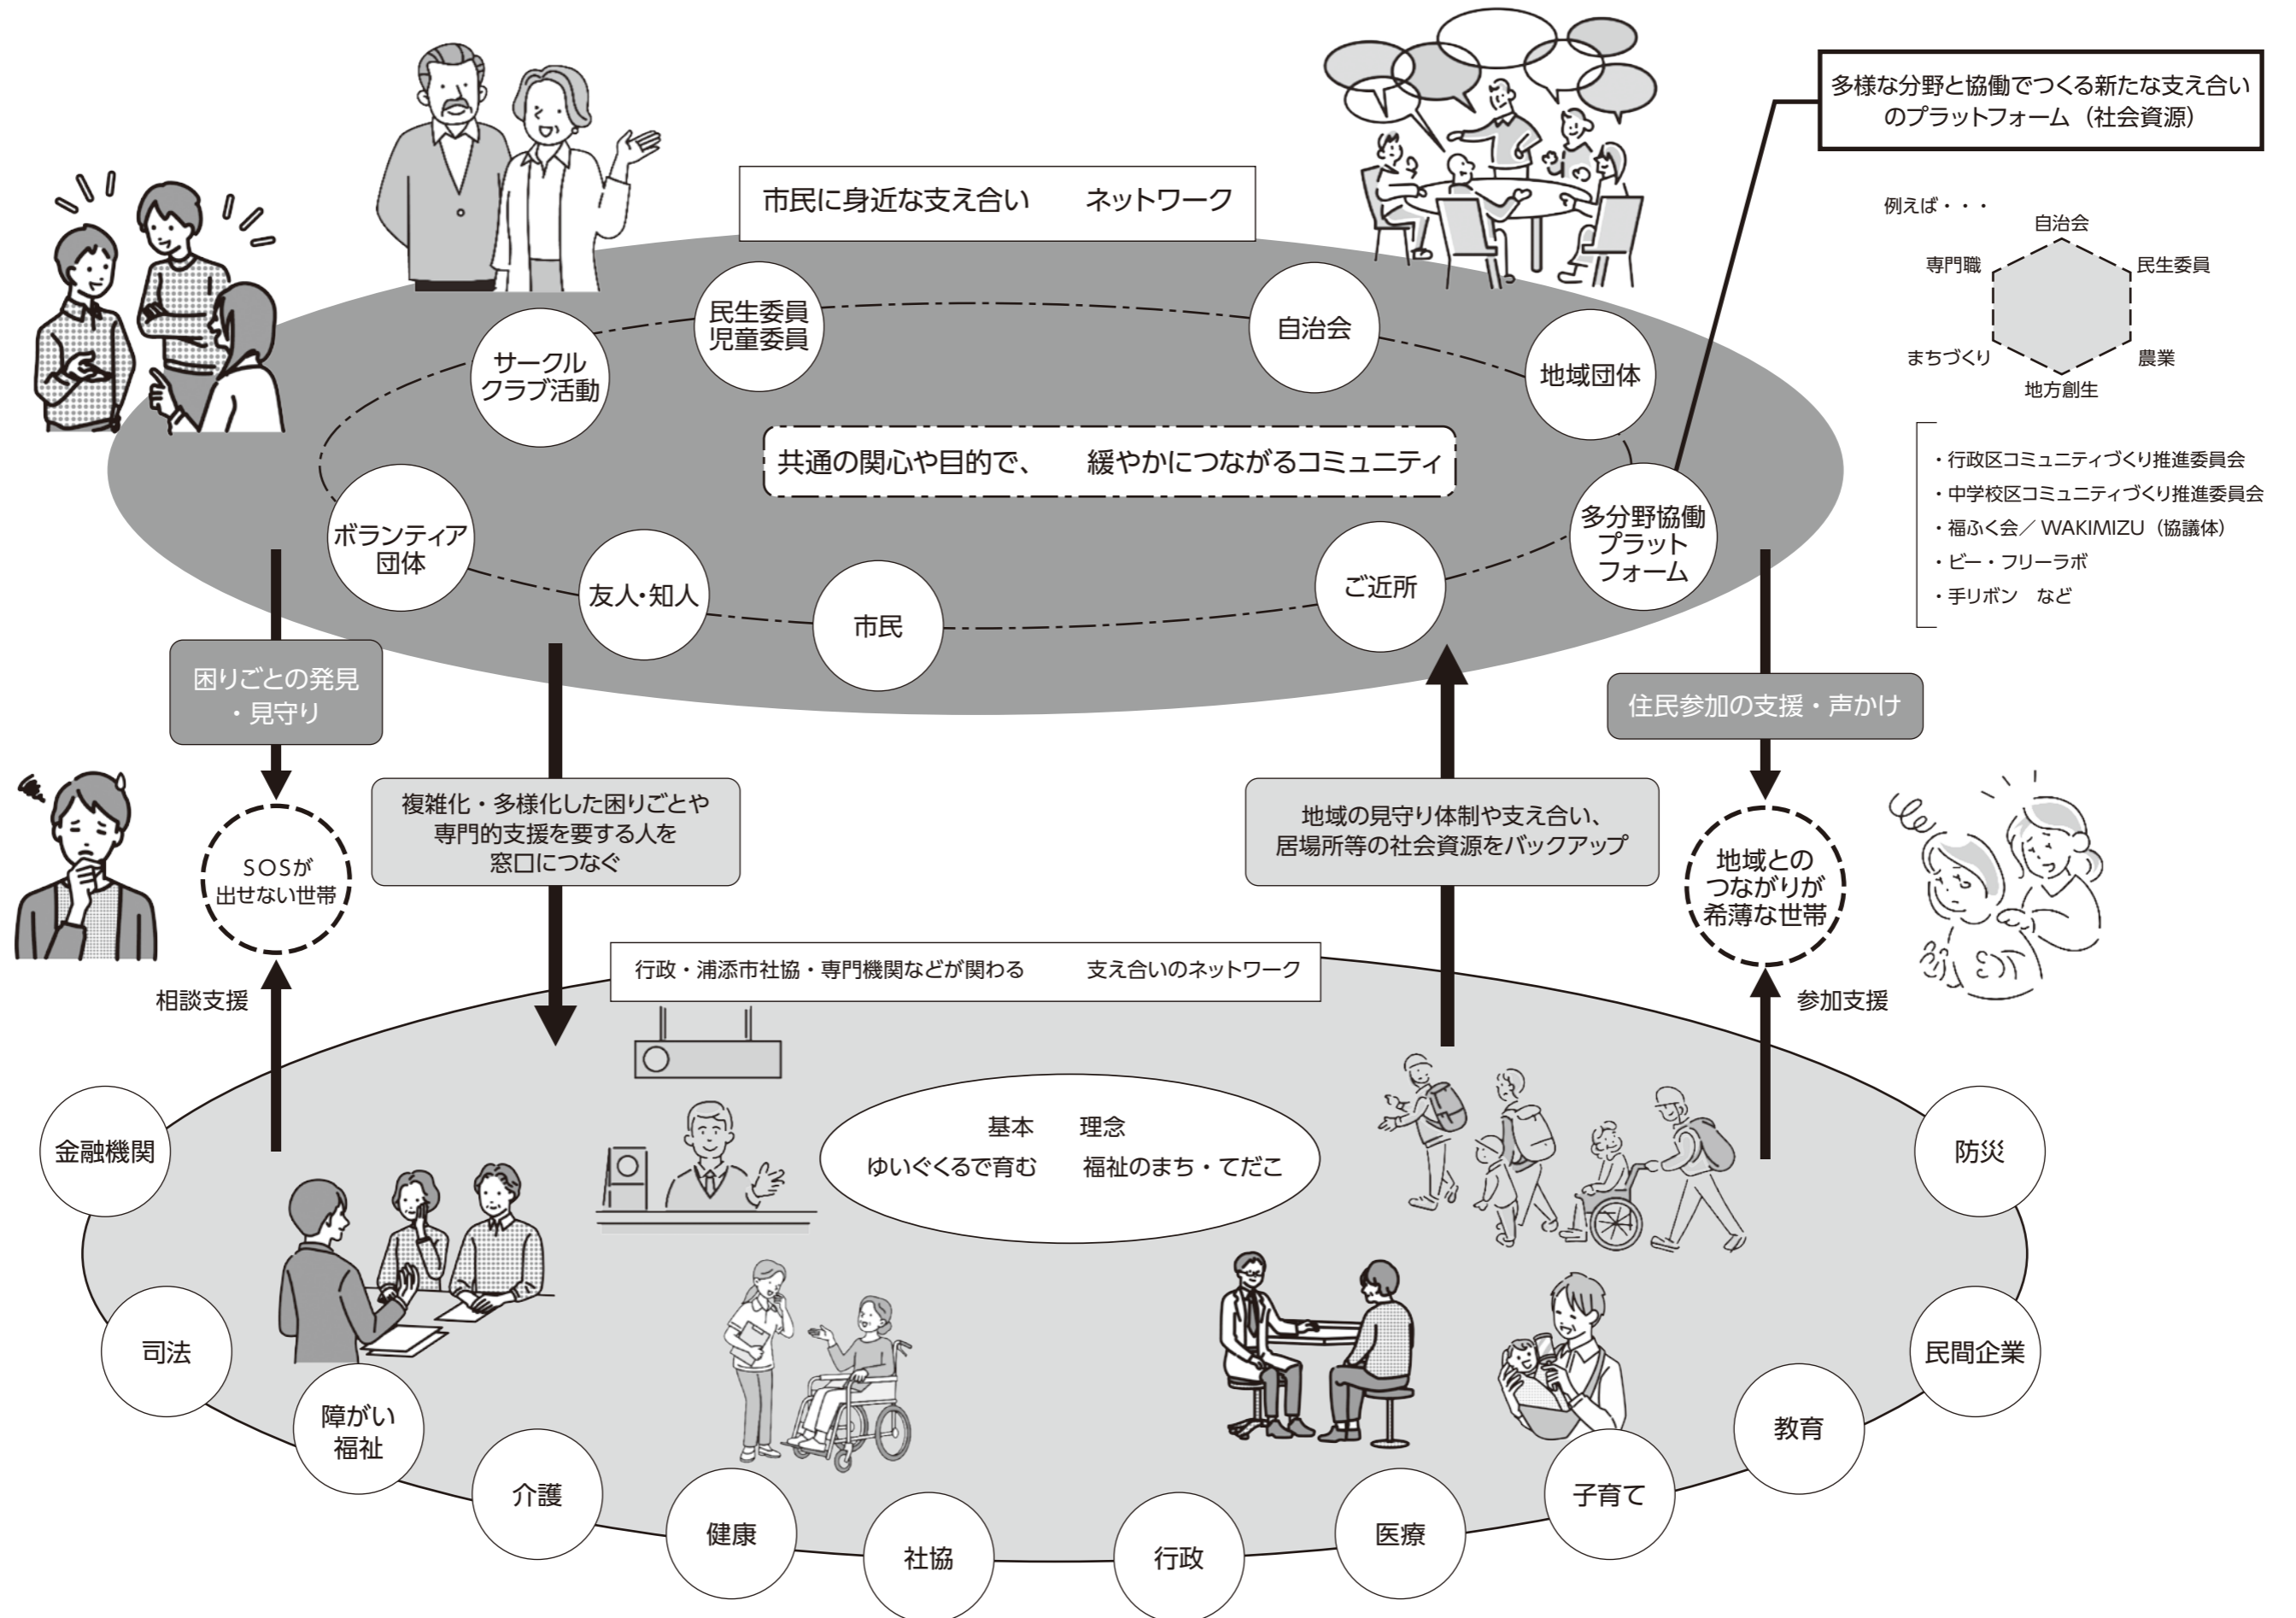 多様な分野と協働でつくる新たな支え合い
のプラットフォーム（社会資源）
市民に身近な支え合い　　ネットワーク
例えば・・・
自治会
専門職
民生委員
まちづくり
農業
地方創生
・行政区コミュニティづくり推進委員会
・中学校区コミュニティづくり推進委員会
・福ふく会／WAKIMIZU（協議体）
・ビー・フリーラボ
・手リボン　など
民生委員
児童委員
自治会
サークル
クラブ活動
地域団体
共通の関心や目的で、　　緩やかにつながるコミュニティ
ボランティア
団体
多分野協働
プラット
フォーム
友人・知人
市民
ご近所
困りごとの発見
・見守り
住民参加の支援・声かけ
複雑化・多様化した困りごとや
専門的支援を要する人を
窓口につなぐ
地域の見守り体制や支え合い、
居場所等の社会資源をバックアップ
SOSが
出せない世帯
地域との
つながりが
希薄な世帯
行政・浦添市社協・専門機関などが関わる　　支え合いのネットワーク
相談支援
参加支援
基本　理念
ゆいぐくるで育む　　福祉のまち・てだこ
金融機関
防災
司法
民間企業
障がい
福祉
教育
介護
子育て
健康
医療
社協
行政